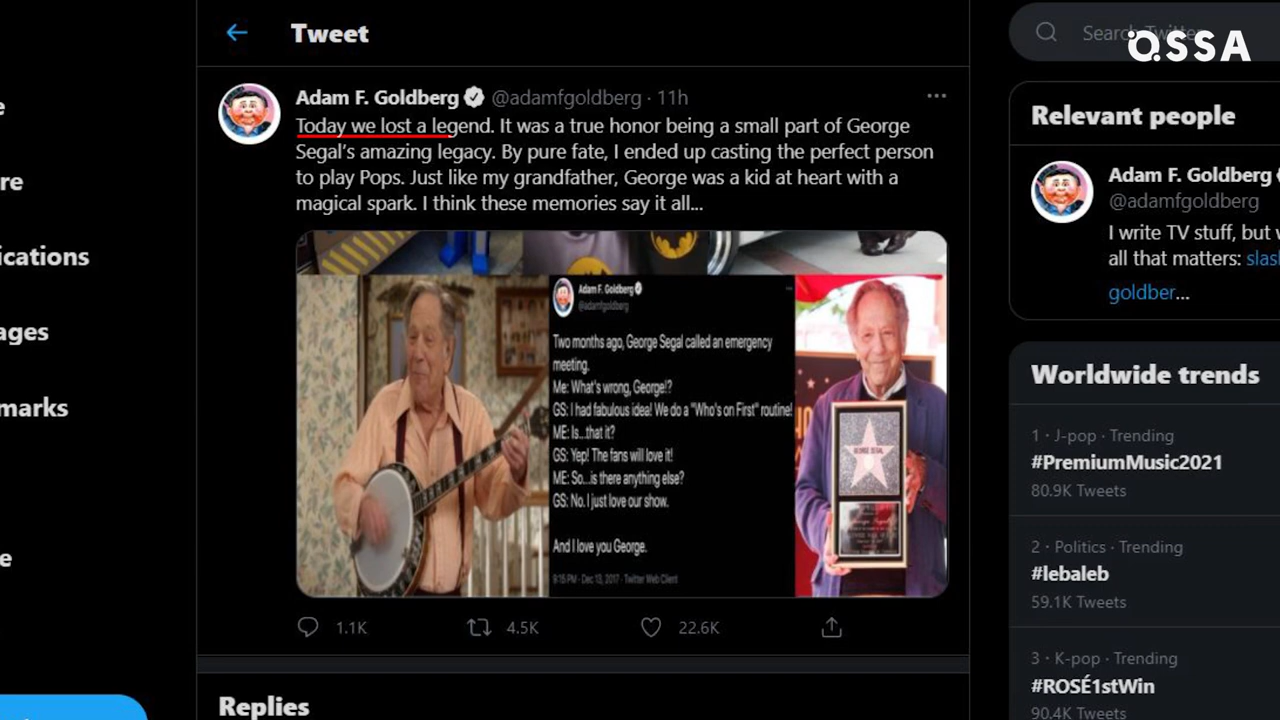 Tweet
Search Twitter
OSSA
Adam F. Goldberg @adamfgoldberg · 11h
Today we lost a legend. It was a true honor being a small part of George
Segal's amazing legacy. By pure fate, I ended up casting the perfect person
to play Pops. Just like my grandfather, George was a kid at heart with a
magical spark. I think these memories say it all...
Adam F. Goldberg
@adamfgoldberg
Two months ago, George Segal called an emergency
meeting.
Me: What's wrong, George!?
GS: I had fabulous idea! We do a "Who's on First" routine!
ME: Is...that it?
GS: Yep! The fans will love it!
ME: So...is there anything else?
GS: No. I just love our show.
And I love you George.
9:15 PM · Dec 13, 2017 · Twitter Web Client
GEORGE SEGAL
1.1K 4.5K 22.6K
Replies
Relevant people
Adam F. Goldberg
@adamfgoldberg
I write TV stuff, but
all that matters: slas
goldber...
Worldwide trends
1 · J-pop · Trending
#PremiumMusic2021
80.9K Tweets
2 · Politics · Trending
#lebaleb
59.1K Tweets
3 · K-pop · Trending
#ROSÉ1stWin
90.4K Tweets
e
re
ications
ages
marks
e